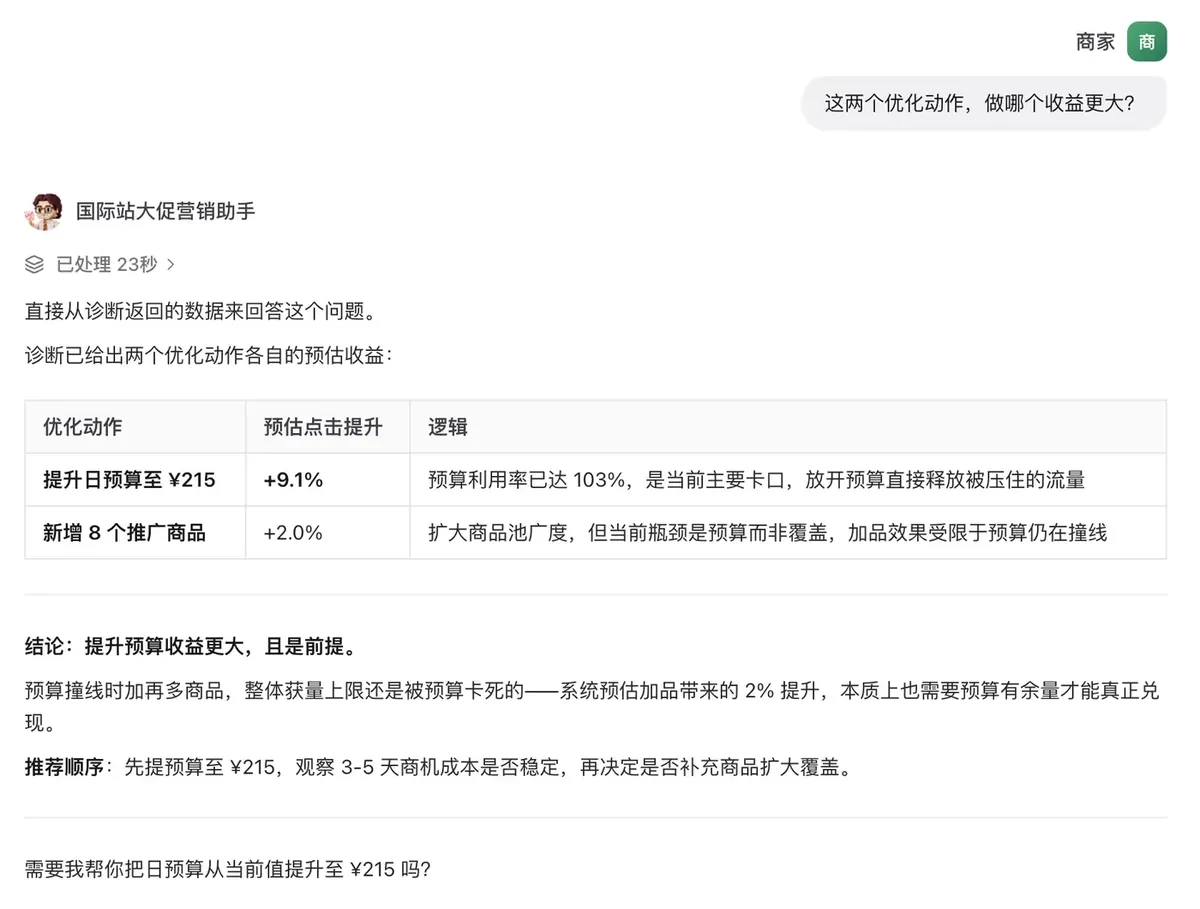 商家
商
这两个优化动作，做哪个收益更大？
国际站大促营销助手
已处理 23秒 >
直接从诊断返回的数据来回答这个问题。
诊断已给出两个优化动作各自的预估收益：
优化动作 预估点击提升 逻辑
提升日预算至 ¥215 +9.1% 预算利用率已达 103%，是当前主要卡口，放开预算直接释放被压住的流量
新增 8 个推广商品 +2.0% 扩大商品池广度，但当前瓶颈是预算而非覆盖，加品效果受限于预算仍在撞线
结论：提升预算收益更大，且是前提。
预算撞线时加再多商品，整体获量上限还是被预算卡死的——系统预估加品带来的 2% 提升，本质上也需要预算有余量才能真正兑
现。
推荐顺序：先提预算至 ¥215，观察 3-5 天商机成本是否稳定，再决定是否补充商品扩大覆盖。
需要我帮你把日预算从当前值提升至 ¥215 吗？